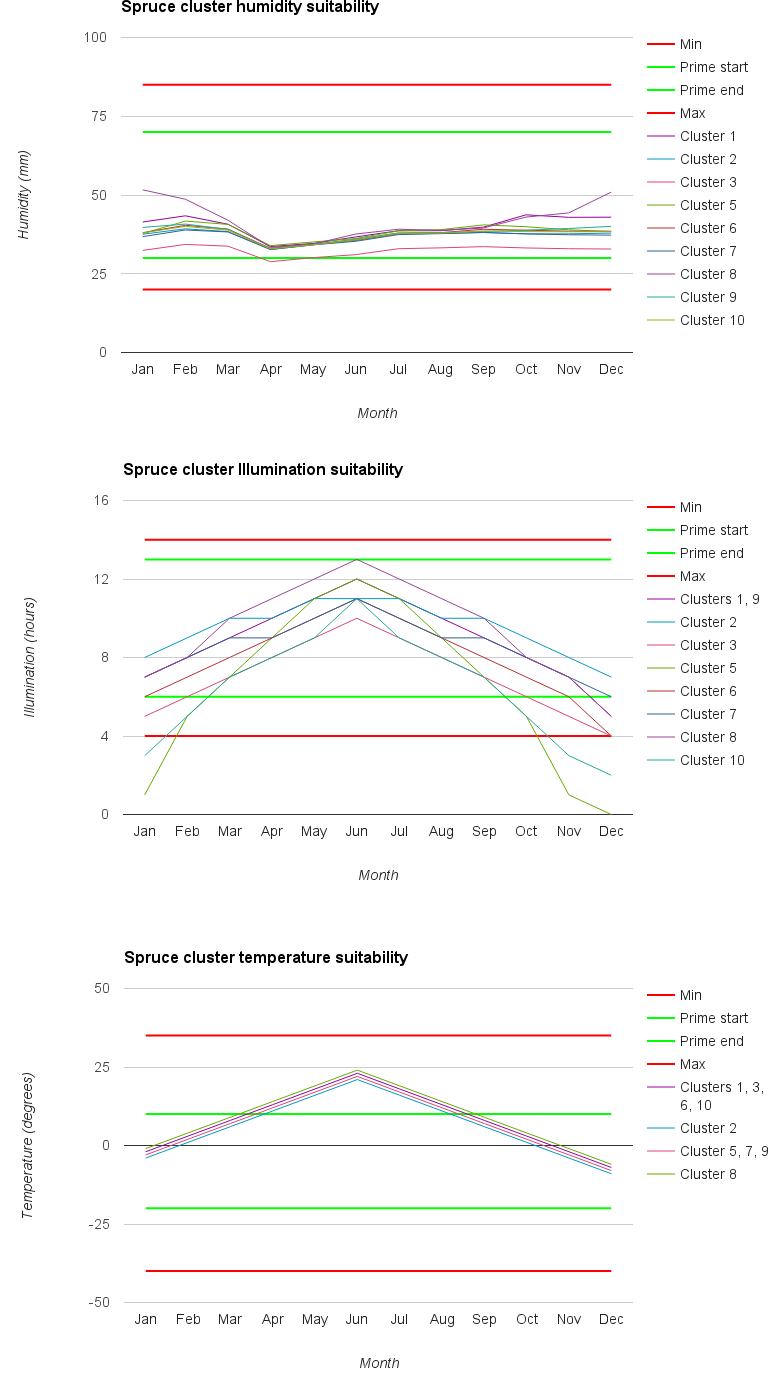 Spruce cluster humidity suitability
100
75
50
25
0
Humidity (mm)
Jan Feb Mar Apr May Jun Jul Aug Sep Oct Nov Dec
Month
Min
Prime start
Prime end
Max
Cluster 1
Cluster 2
Cluster 3
Cluster 5
Cluster 6
Cluster 7
Cluster 8
Cluster 9
Cluster 10
Spruce cluster Illumination suitability
16
12
8
4
0
Illumination (hours)
Jan Feb Mar Apr May Jun Jul Aug Sep Oct Nov Dec
Month
Min
Prime start
Prime end
Max
Clusters 1, 9
Cluster 2
Cluster 3
Cluster 5
Cluster 6
Cluster 7
Cluster 8
Cluster 10
Spruce cluster temperature suitability
50
25
0
-25
-50
Temperature (degrees)
Jan Feb Mar Apr May Jun Jul Aug Sep Oct Nov Dec
Month
Min
Prime start
Prime end
Max
Clusters 1, 3,
6, 10
Cluster 2
Cluster 5, 7, 9
Cluster 8